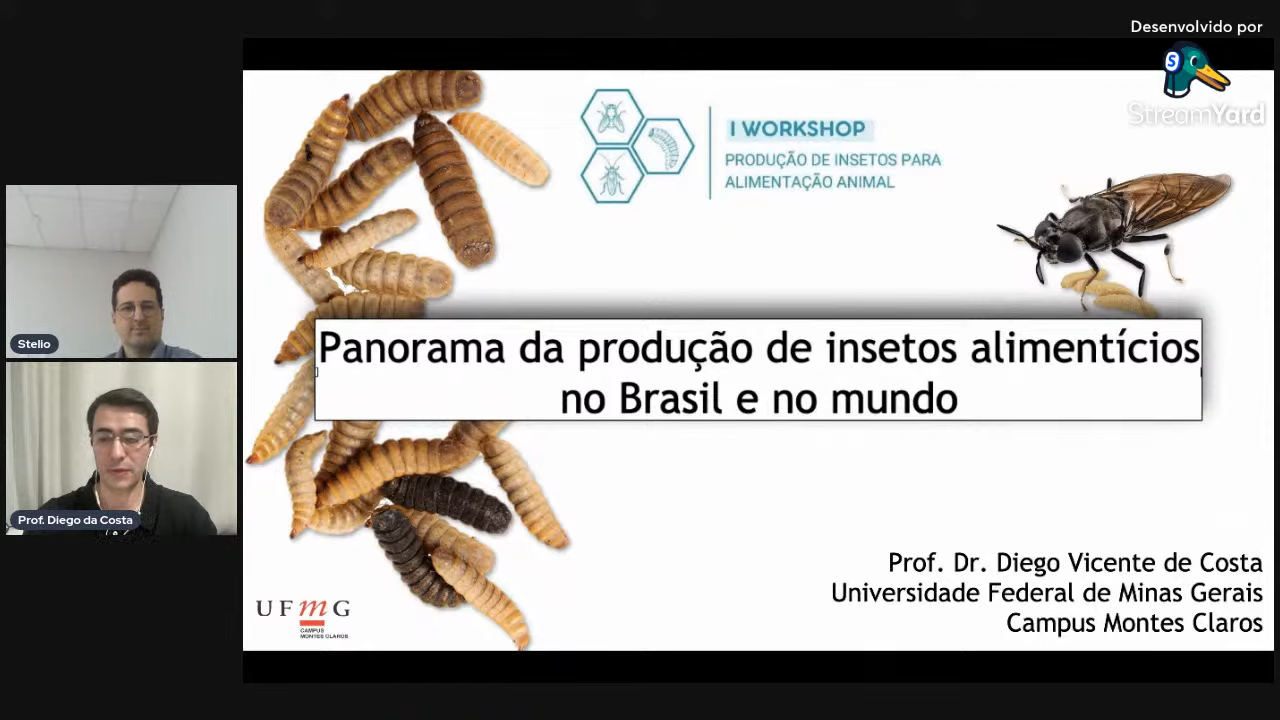 Desenvolvido por
S
StreamYard
I WORKSHOP
PRODUÇÃO DE INSETOS PARA
ALIMENTAÇÃO ANIMAL
Stelio
Prof. Diego da Costa
Panorama da produção de insetos alimentícios
no Brasil e no mundo
Prof. Dr. Diego Vicente de Costa
Universidade Federal de Minas Gerais
Campus Montes Claros
UFmG
CAMPUS
MONTES CLAROS